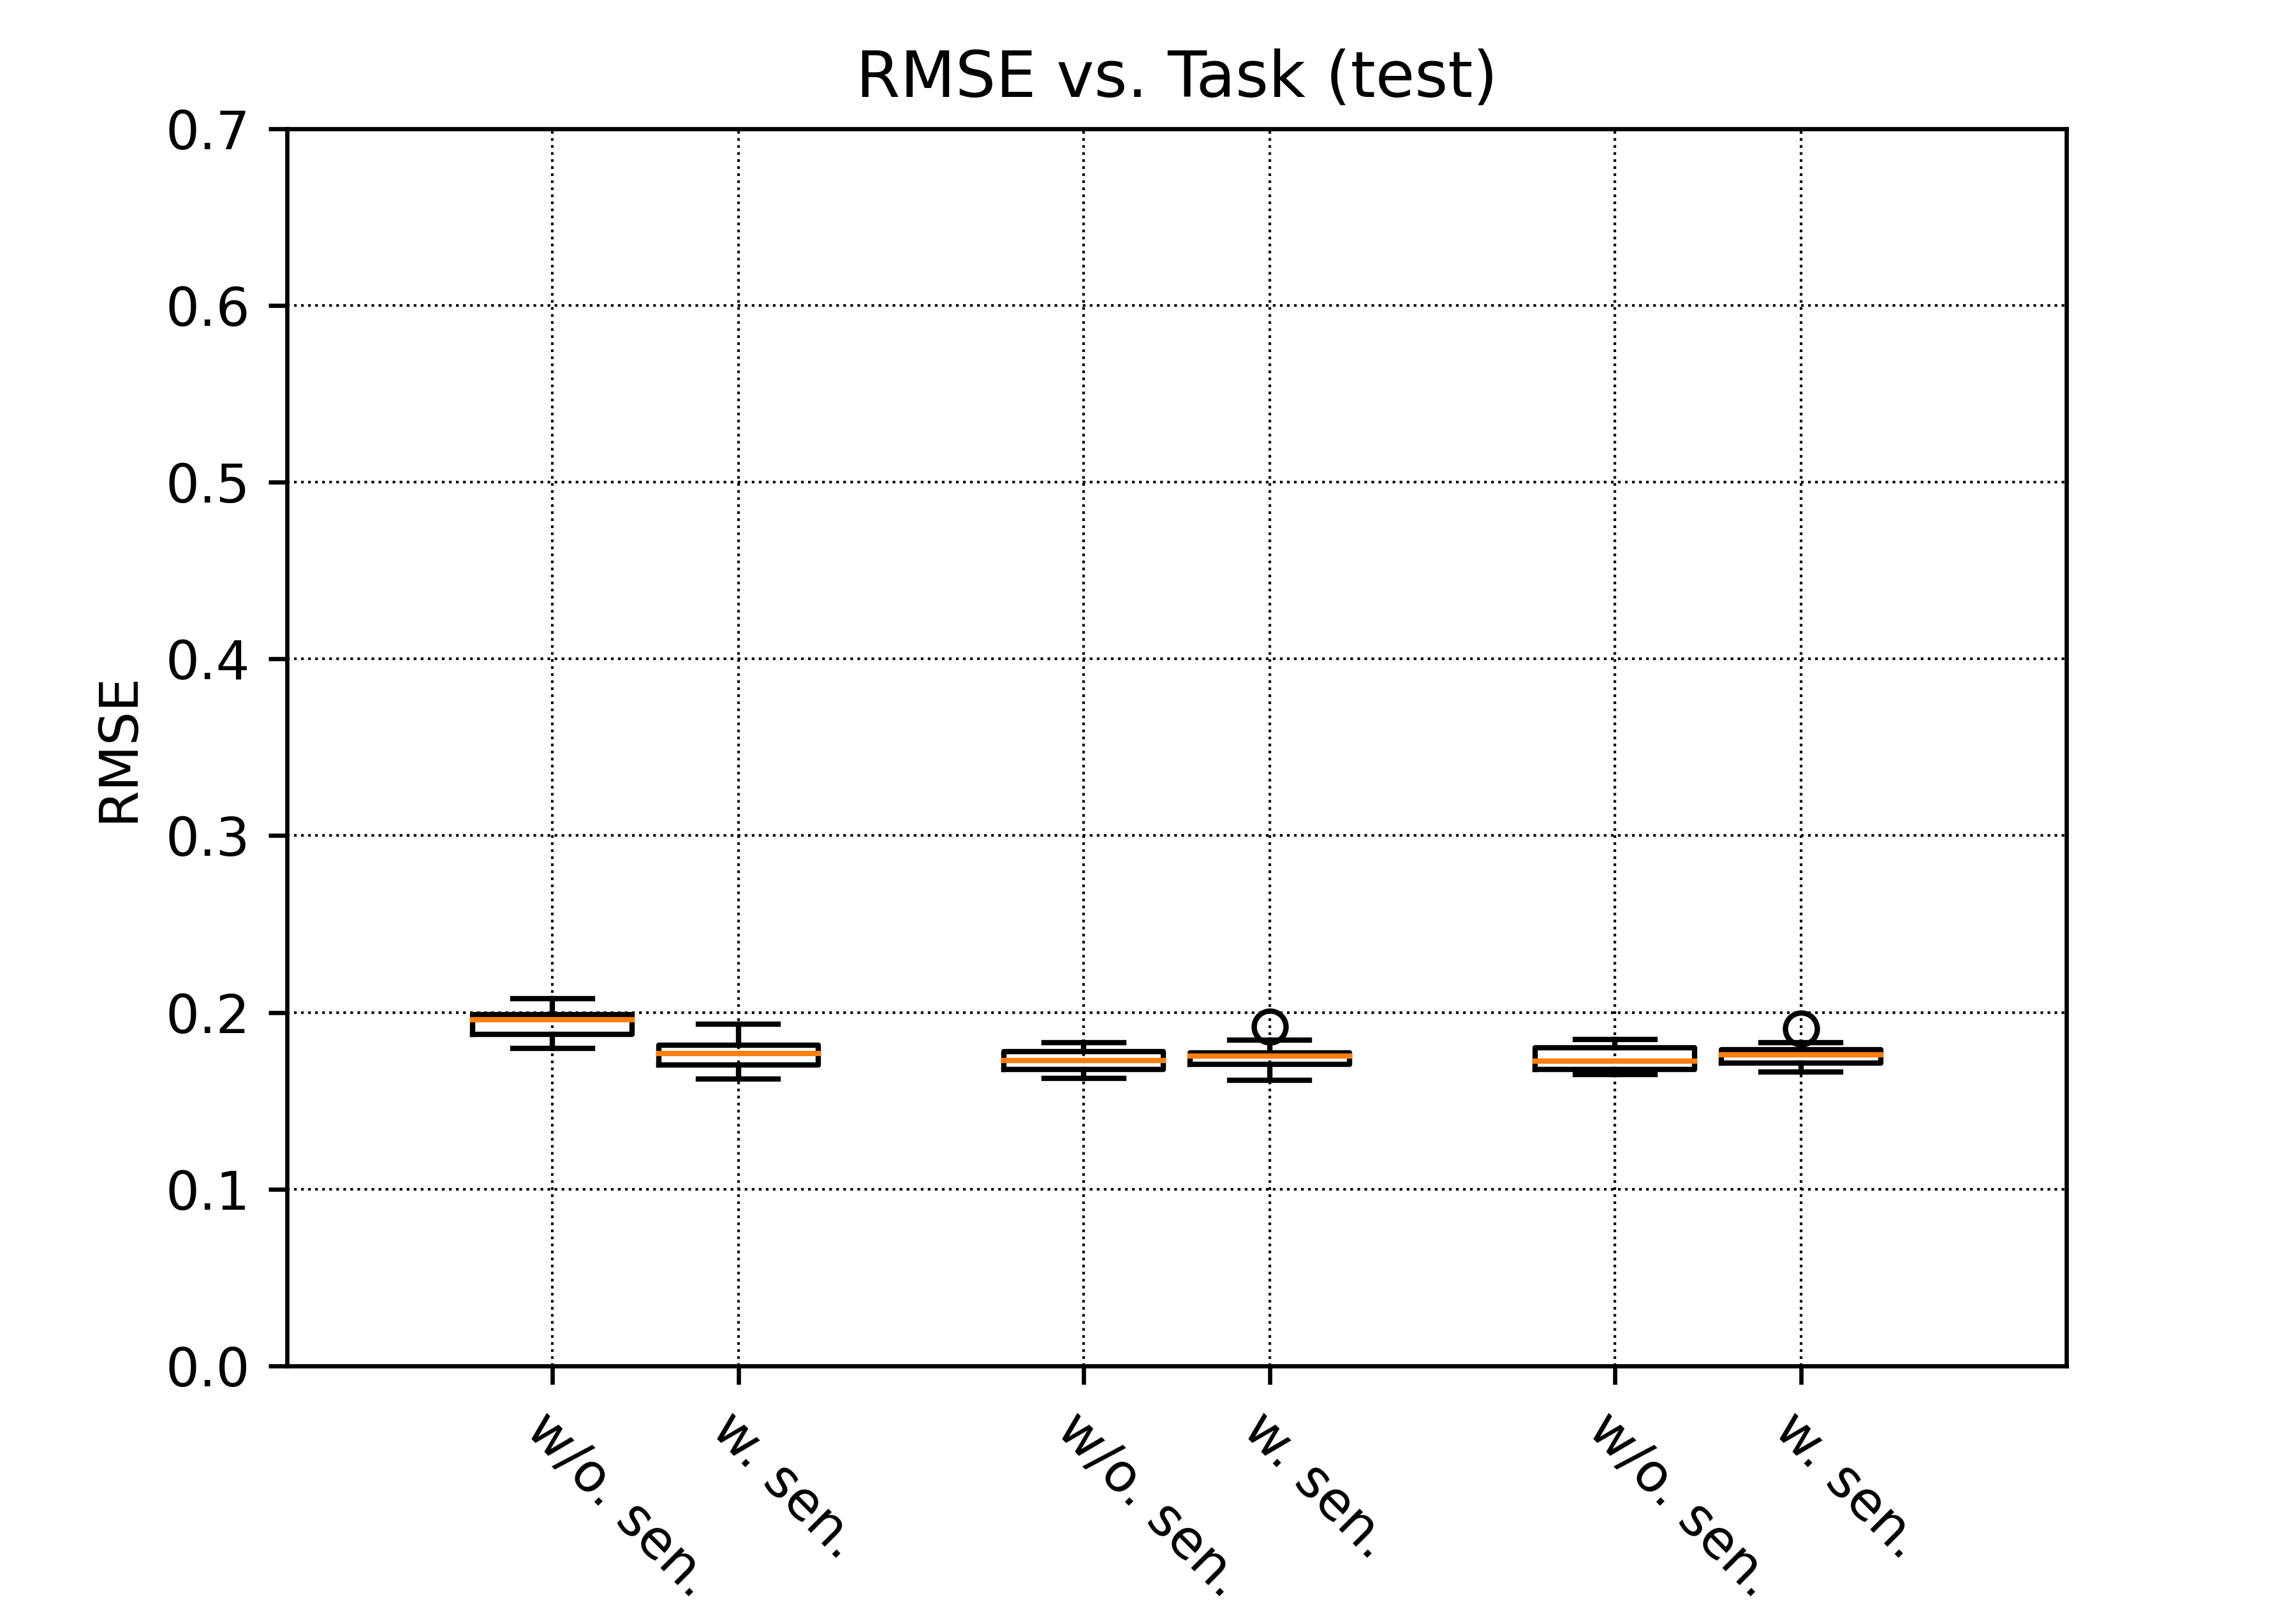 RMSE vs. Task (test)
0.7
0.6
0.5
0.4
0.3
0.2
0.1
0.0
RMSE
w/o. sen.
w. sen.
w/o. sen.
w. sen.
w/o. sen.
w. sen.